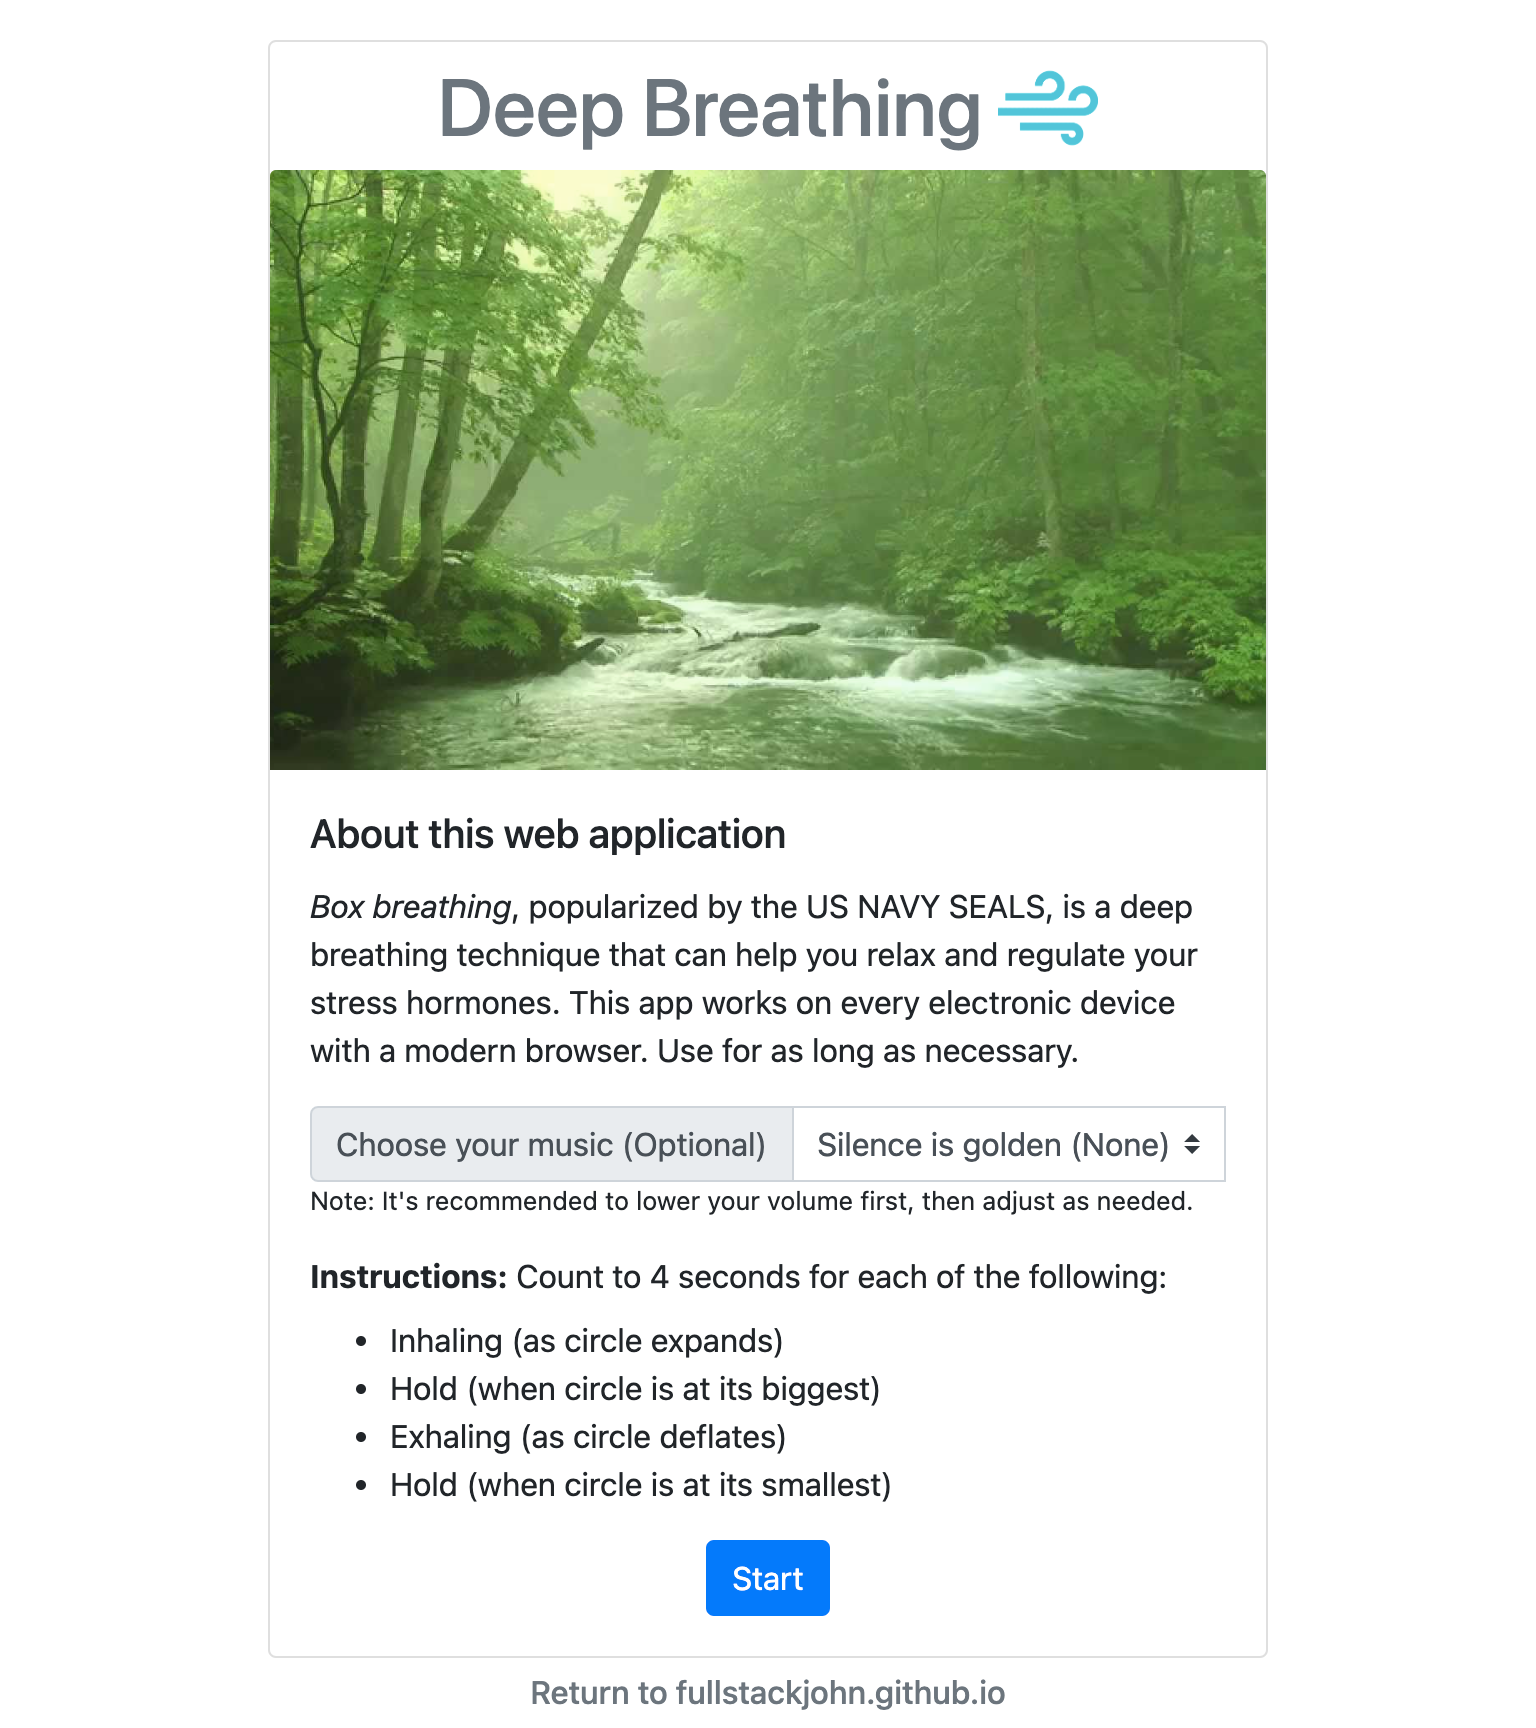 Deep Breathing
About this web application
Box breathing, popularized by the US NAVY SEALS, is a deep
breathing technique that can help you relax and regulate your
stress hormones. This app works on every electronic device
with a modern browser. Use for as long as necessary.
Choose your music (Optional) Silence is golden (None)
Note: It's recommended to lower your volume first, then adjust as needed.
Instructions: Count to 4 seconds for each of the following:
• Inhaling (as circle expands)
• Hold (when circle is at its biggest)
• Exhaling (as circle deflates)
• Hold (when circle is at its smallest)
Start
Return to fullstackjohn.github.io